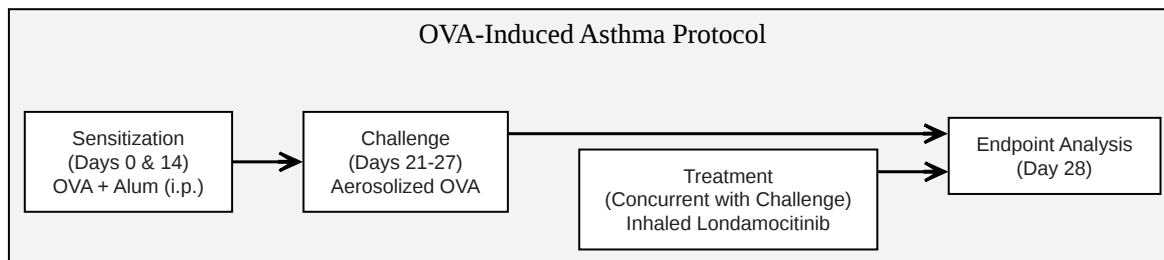 OVA-Induced Asthma Protocol
Sensitization
(Days 0 & 14)
OVA + Alum (i.p.)
Challenge
(Days 21-27)
Aerosolized OVA
Treatment
(Concurrent with Challenge)
Inhaled Londamocitinib
Endpoint Analysis
(Day 28)